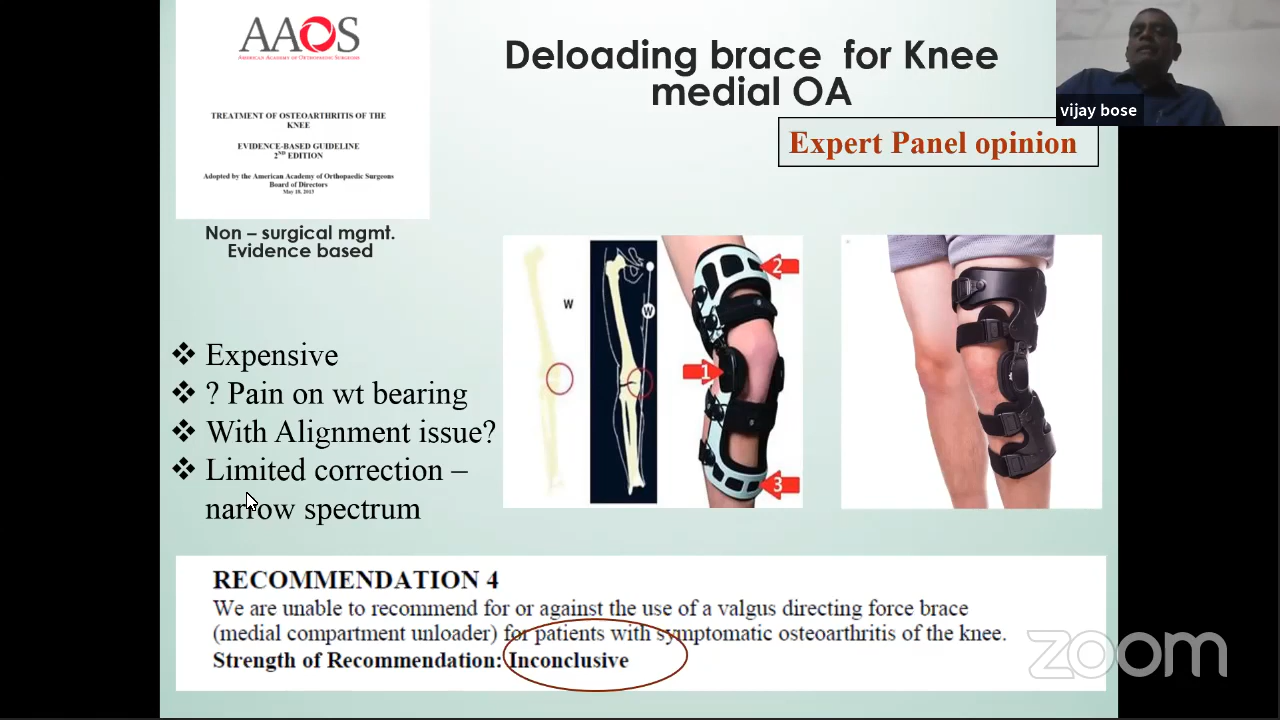 AAOS
AMERICAN ACADEMY OF ORTHOPAEDIC SURGEONS
TREATMENT OF OSTEOARTHRITIS OF THE
KNEE
EVIDENCE-BASED GUIDELINE
2ND EDITION
Adopted by the American Academy of Orthopaedic Surgeons
Board of Directors
May 18, 2013
Non – surgical mgmt.
Evidence based
Deloading brace for Knee
medial OA
Expert Panel opinion
vijay bose
W
W
2
1
3
❖ Expensive
❖ ? Pain on wt bearing
❖ With Alignment issue?
❖ Limited correction –
narrow spectrum
RECOMMENDATION 4
We are unable to recommend for or against the use of a valgus directing force brace
(medial compartment unloader) for patients with symptomatic osteoarthritis of the knee.
Strength of Recommendation: Inconclusive
zoom